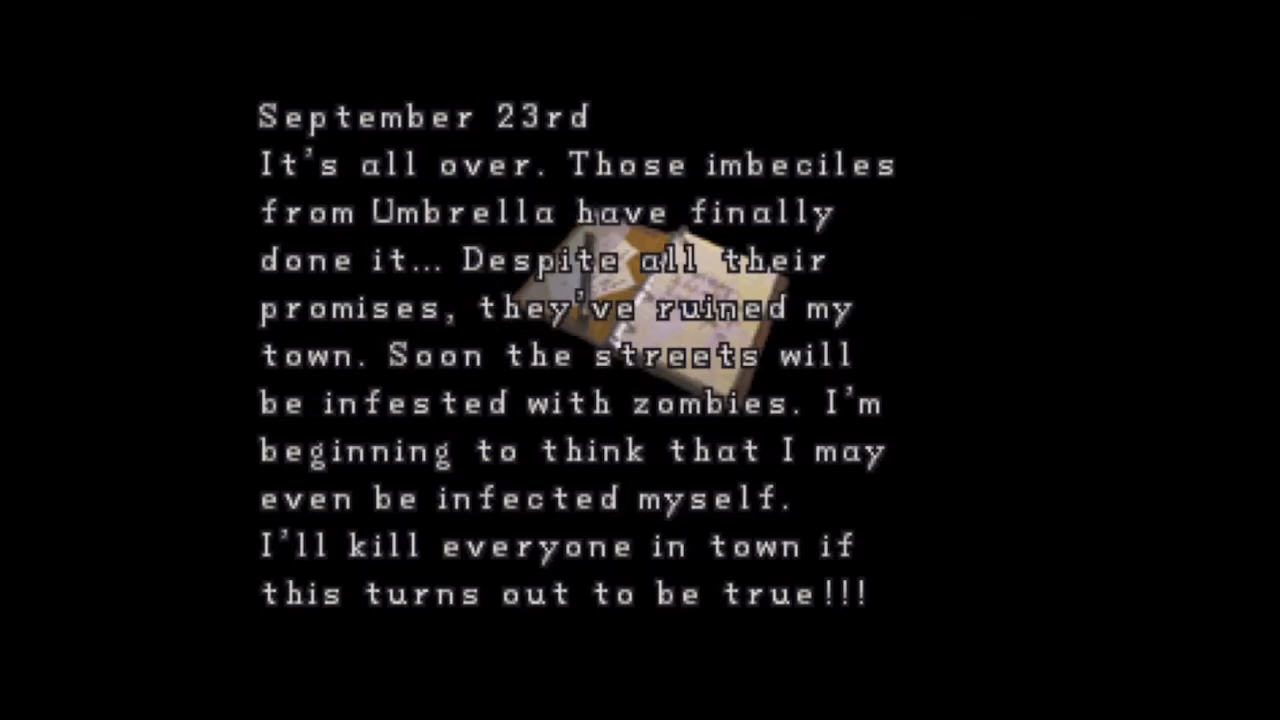 September 23rd
It's all over. Those imbeciles
from Umbrella have finally
done it... Despite all their
promises, they've ruined my
town. Soon the streets will
be infested with zombies. I'm
beginning to think that I may
even be infected myself.
I'll kill everyone in town if
this turns out to be true!!!